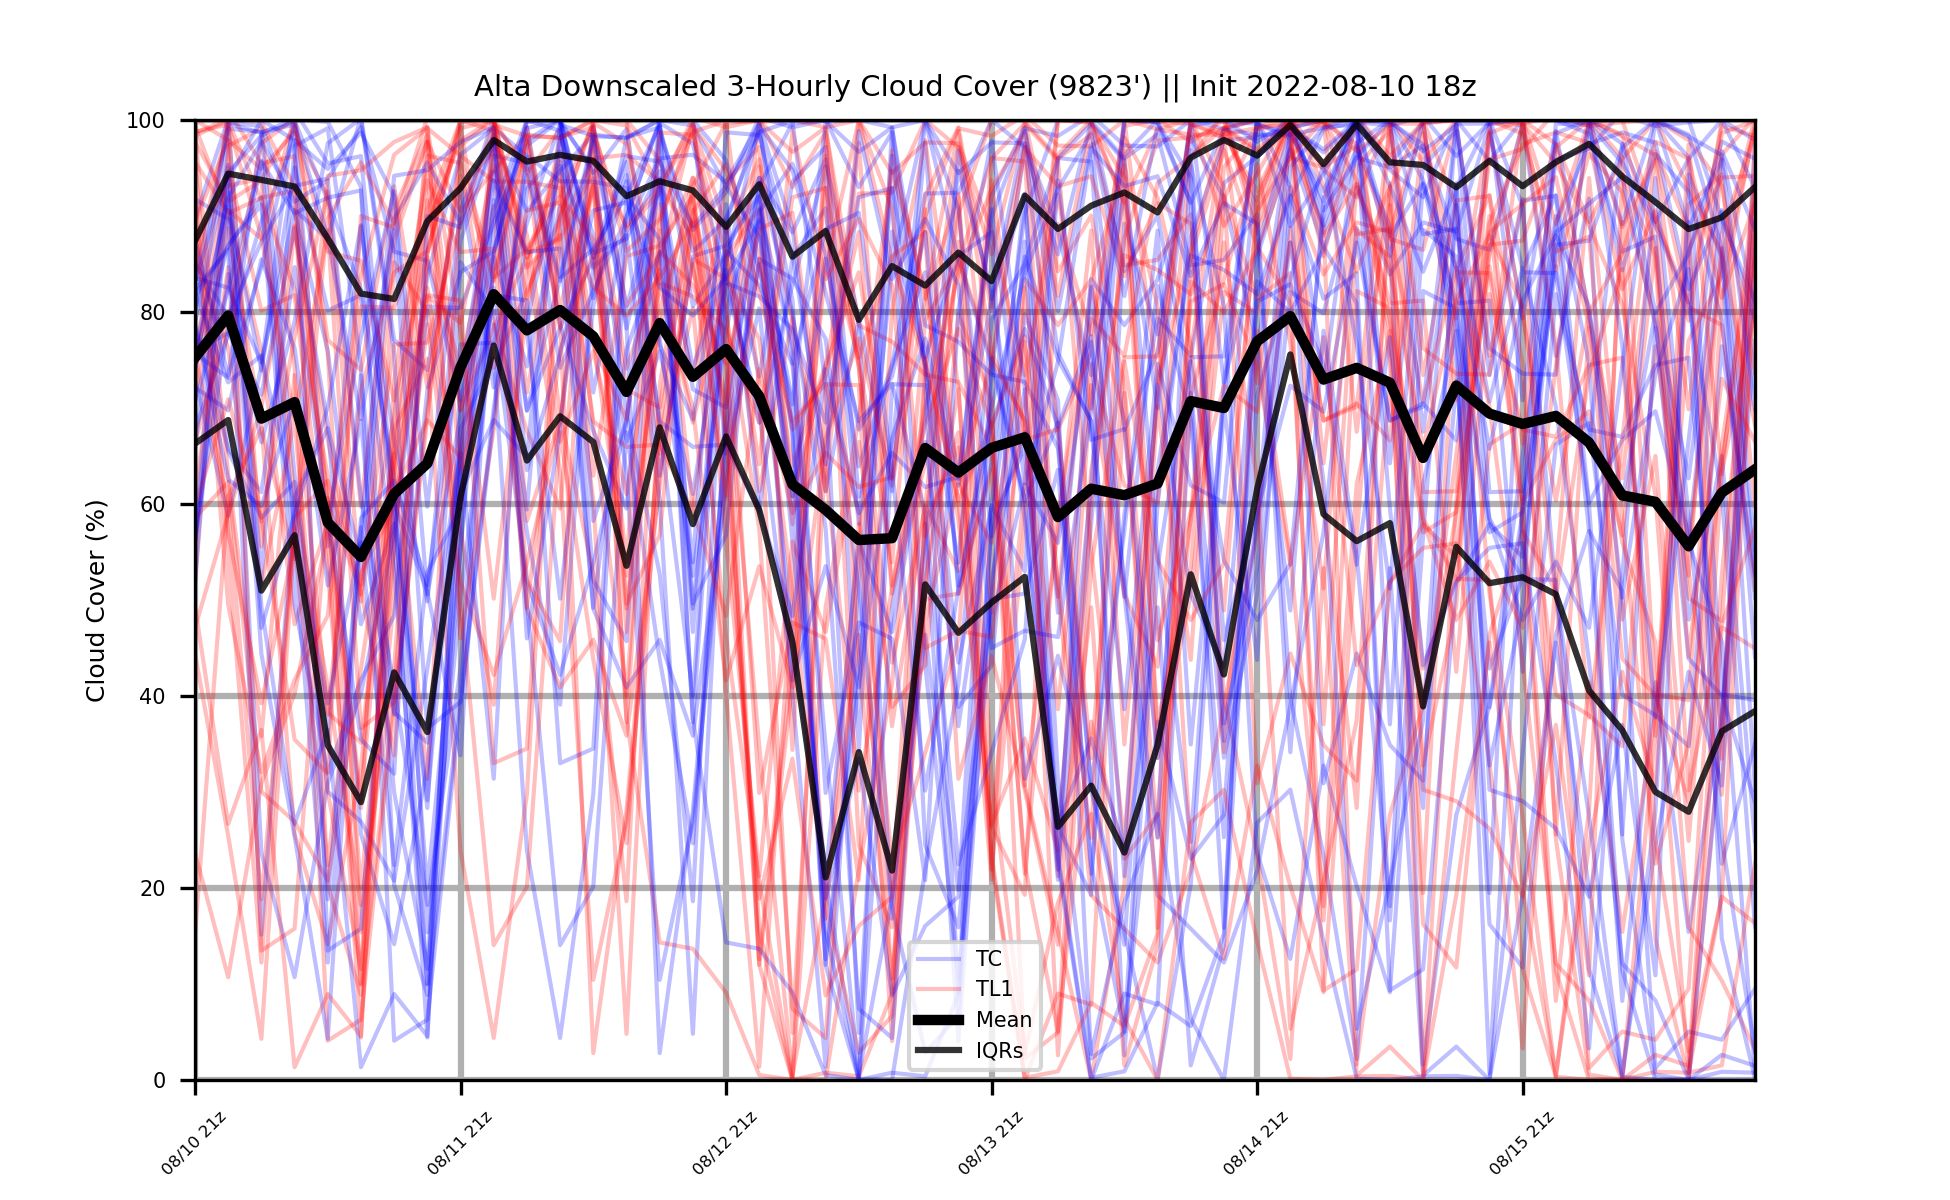 Alta Downscaled 3-Hourly Cloud Cover (9823') || Init 2022-08-10 18z
Cloud Cover (%)
100
80
60
40
20
0
TC
TL1
Mean
IQRs
08/10 21z
08/11 21z
08/12 21z
08/13 21z
08/14 21z
08/15 21z